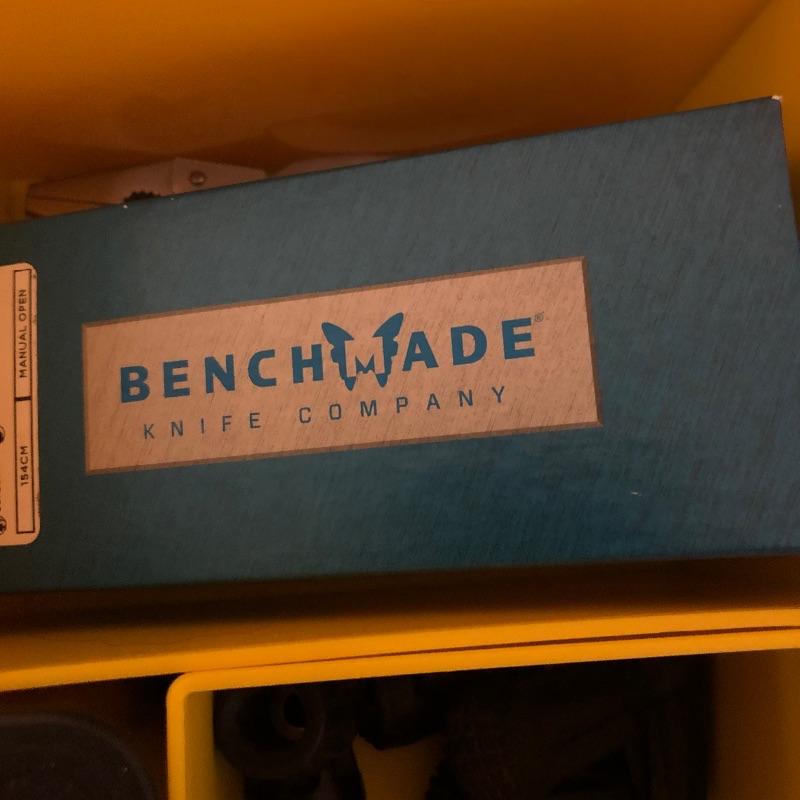 BENCHMADE®
KNIFE COMPANY
MANUAL OPEN
154CM